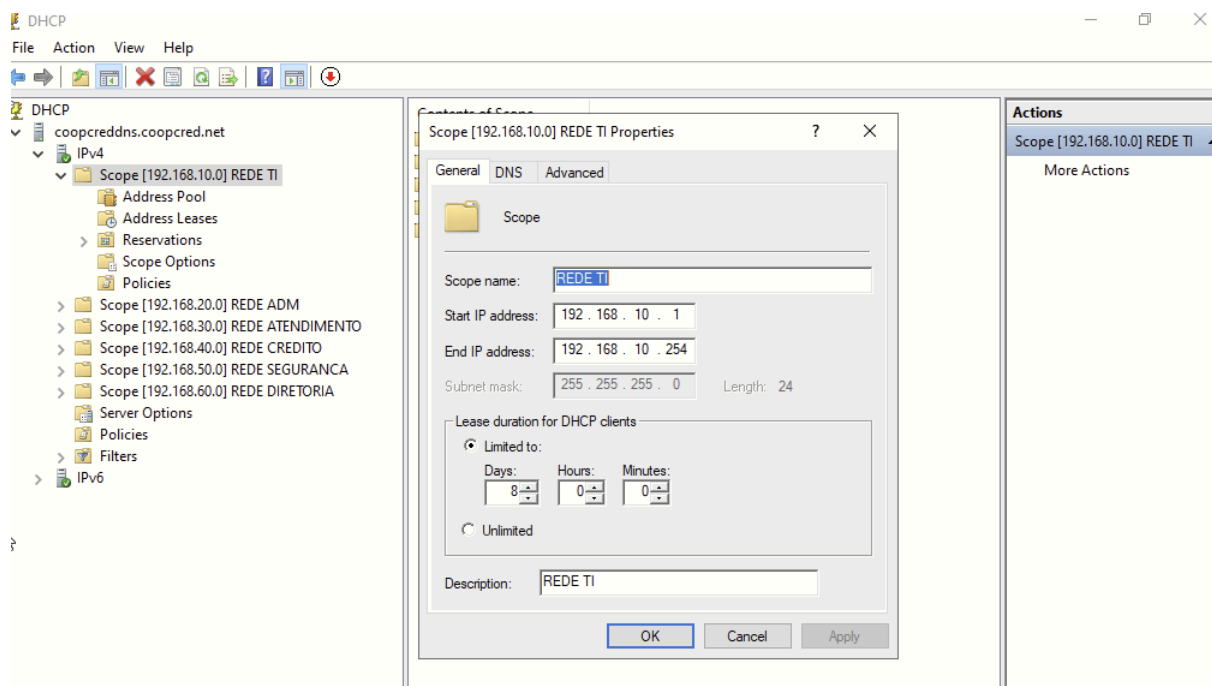 DHCP
File Action View Help
DHCP
coopcreddns.coopcred.net
IPv4
Scope [192.168.10.0] REDE TI
Address Pool
Address Leases
Reservations
Scope Options
Policies
Scope [192.168.20.0] REDE ADM
Scope [192.168.30.0] REDE ATENDIMENTO
Scope [192.168.40.0] REDE CREDITO
Scope [192.168.50.0] REDE SEGURANCA
Scope [192.168.60.0] REDE DIRETORIA
Server Options
Policies
Filters
IPv6
Contents of Scope
Scope [192.168.10.0] REDE TI Properties ? X
General DNS Advanced
Scope
Scope name: REDE TI
Start IP address: 192 . 168 . 10 . 1
End IP address: 192 . 168 . 10 . 254
Subnet mask: 255 . 255 . 255 . 0 Length: 24
Lease duration for DHCP clients
Limited to:
Days: Hours: Minutes:
8 0 0
Unlimited
Description: REDE TI
OK Cancel Apply
Actions
Scope [192.168.10.0] REDE TI
More Actions